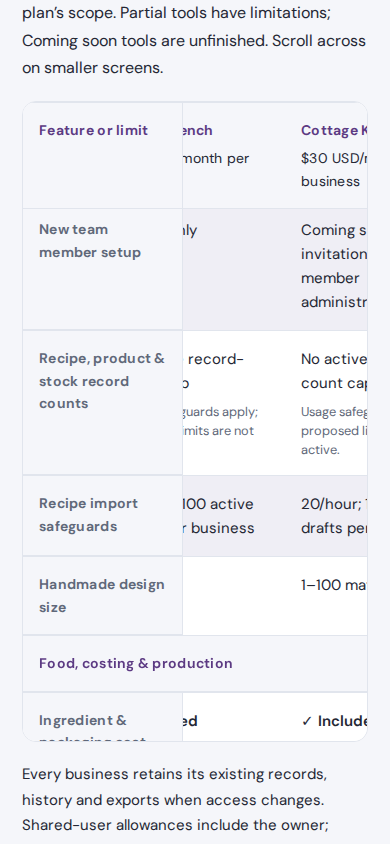 plan's scope. Partial tools have limitations;
Coming soon tools are unfinished. Scroll across
on smaller screens.
Feature or limit
ench
month per
Cottage K
$30 USD/
business
New team
member setup
nly
Coming s
invitation
member
administr
Recipe, product &
stock record
counts
record-
guards apply;
imits are not
No active
count cap
Usage safeg
proposed li
active.
Recipe import
safeguards
100 active
r business
20/hour;
drafts per
Handmade design
size
1–100 ma
Food, costing & production
Ingredient &
ed
✓ Include
Every business retains its existing records,
history and exports when access changes.
Shared-user allowances include the owner;